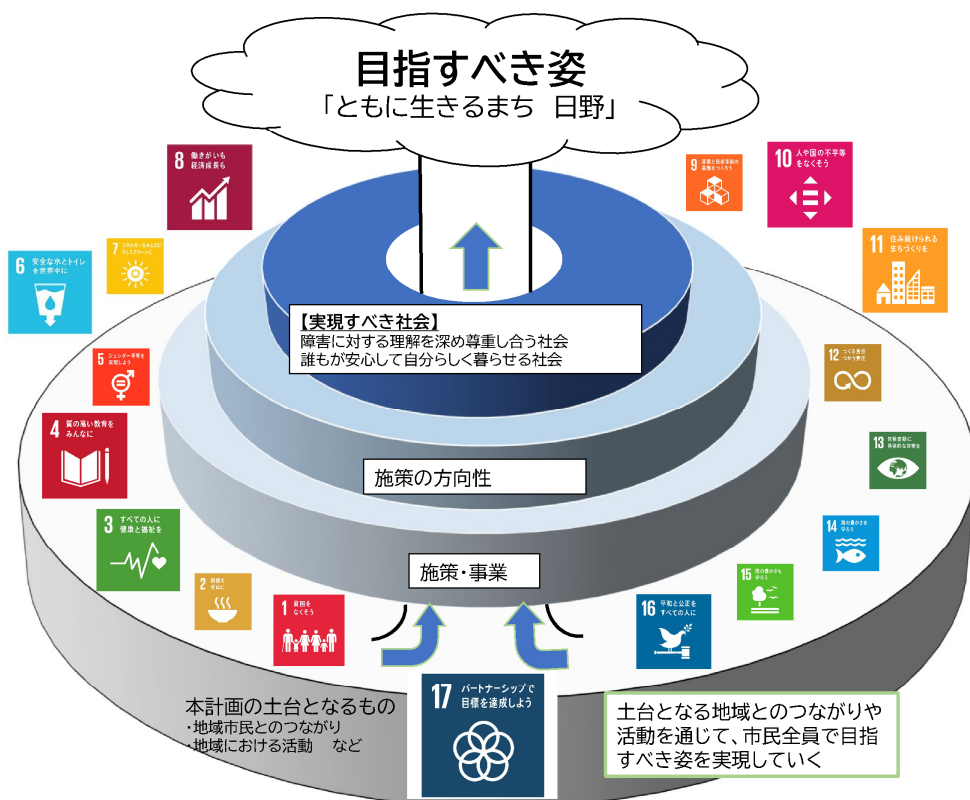 目指すべき姿
「ともに生きるまち 日野」
8 働きがいも
経済成長も
9 産業と技術革新の
基盤をつくろう
10 人や国の不平等
をなくそう
7 エネルギーをみんなに
そしてクリーンに
6 安全な水とトイレ
を世界中に
11 住み続けられる
まちづくりを
【実現すべき社会】
障害に対する理解を深め尊重し合う社会
誰もが安心して自分らしく暮らせる社会
5 ジェンダー平等を
実現しよう
12 つくる責任
つかう責任
4 質の高い教育を
みんなに
13 気候変動に
具体的な対策を
施策の方向性
3 すべての人に
健康と福祉を
14 海の豊かさを
守ろう
施策・事業
2 飢餓を
ゼロに
15 陸の豊かさも
守ろう
1 貧困を
なくそう
16 平和と公正を
すべての人に
17 パートナーシップで
目標を達成しよう
本計画の土台となるもの
・地域市民とのつながり
・地域における活動 など
土台となる地域とのつながりや
活動を通じて、市民全員で目指
すべき姿を実現していく